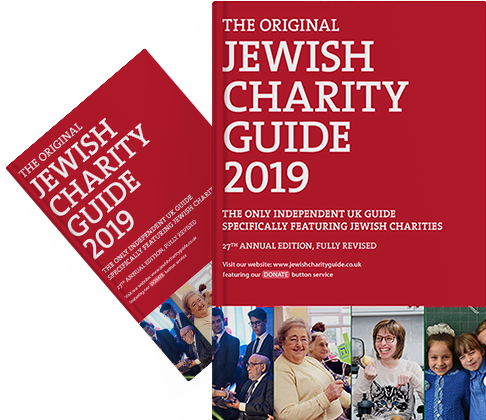 THE ORIGINAL
JEWISH
CHARITY
GUIDE
2019
THE ONLY INDEPENDENT UK GUIDE
SPECIFICALLY FEATURING JEWISH CHARITIES
27TH ANNUAL EDITION, FULLY REVISED
Visit our website: www.jewishcharityguide.co.uk
featuring our DONATE button service
THE ORIGINAL
JEWISH
CHARITY
GUIDE
2019
THE ONLY INDEPENDENT UK GUIDE
SPECIFICALLY FEATURING JEWISH CHARITIES
27TH ANNUAL EDITION, FULLY REVISED
Visit our website: www.jewishcharityguide.co.uk
featuring our DONATE button service